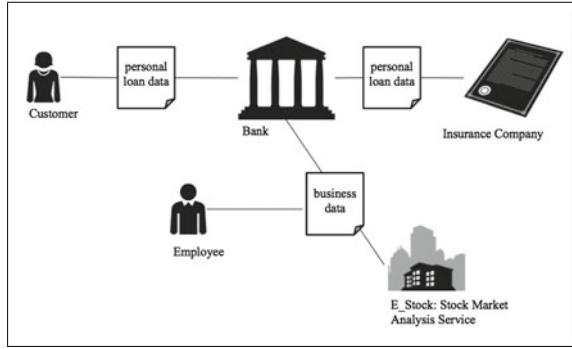 personal
loan data
personal
loan data
Customer
Bank
Insurance Company
business
data
Employee
E_Stock: Stock Market
Analysis Service